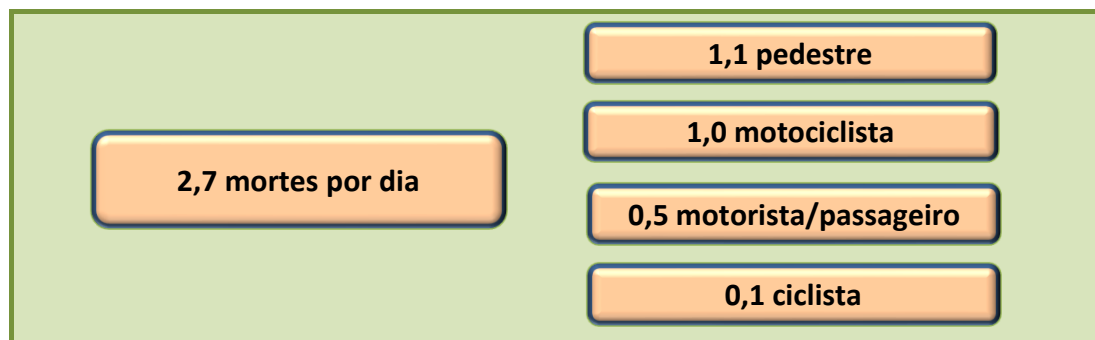 2,7 mortes por dia
1,1 pedestre
1,0 motociclista
0,5 motorista/passageiro
0,1 ciclista